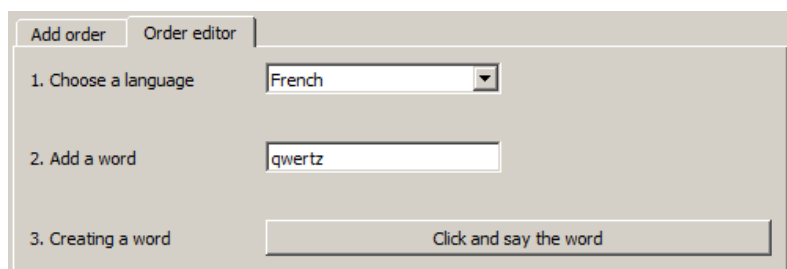 Add order Order editor
1. Choose a language French
2. Add a word qwertz
3. Creating a word Click and say the word